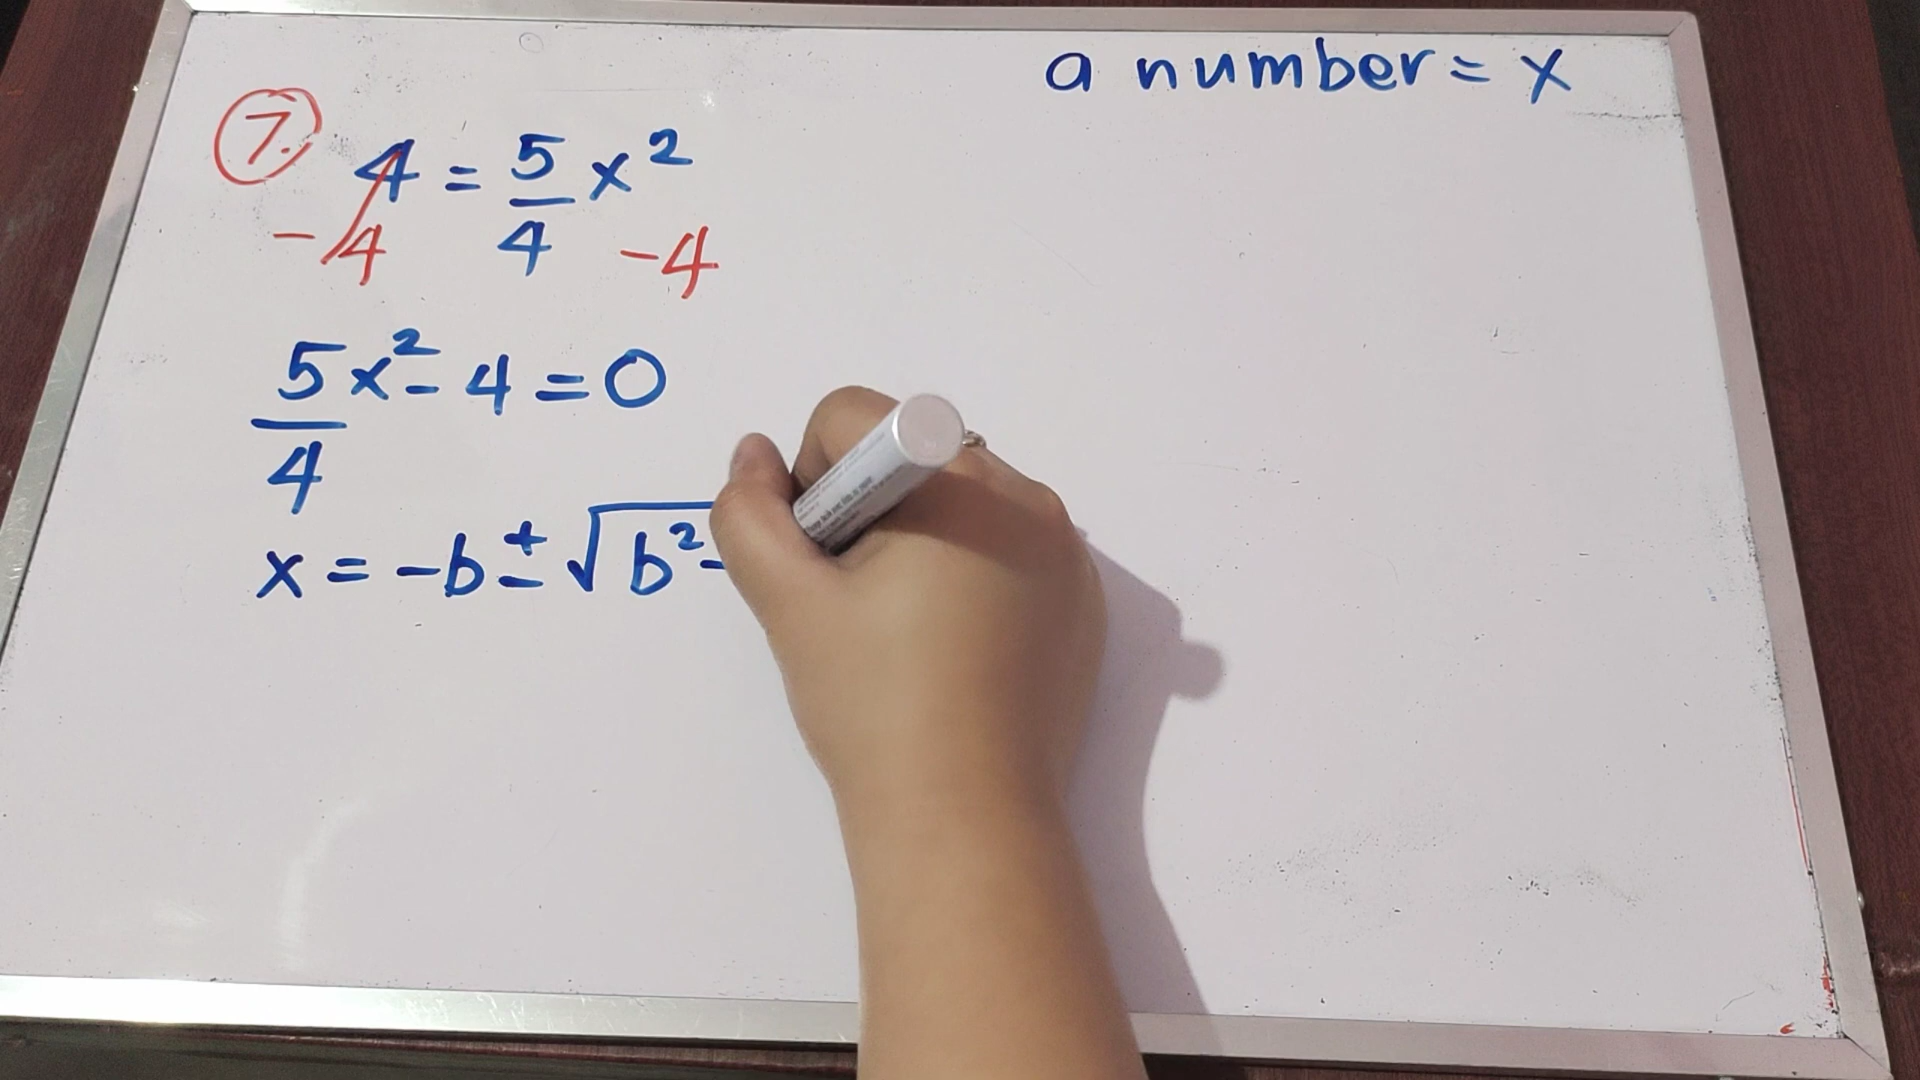 a number = x
7. 4 = 5/4 x²
-4 -4
5/4 x² - 4 = 0
x = -b ± √b² -